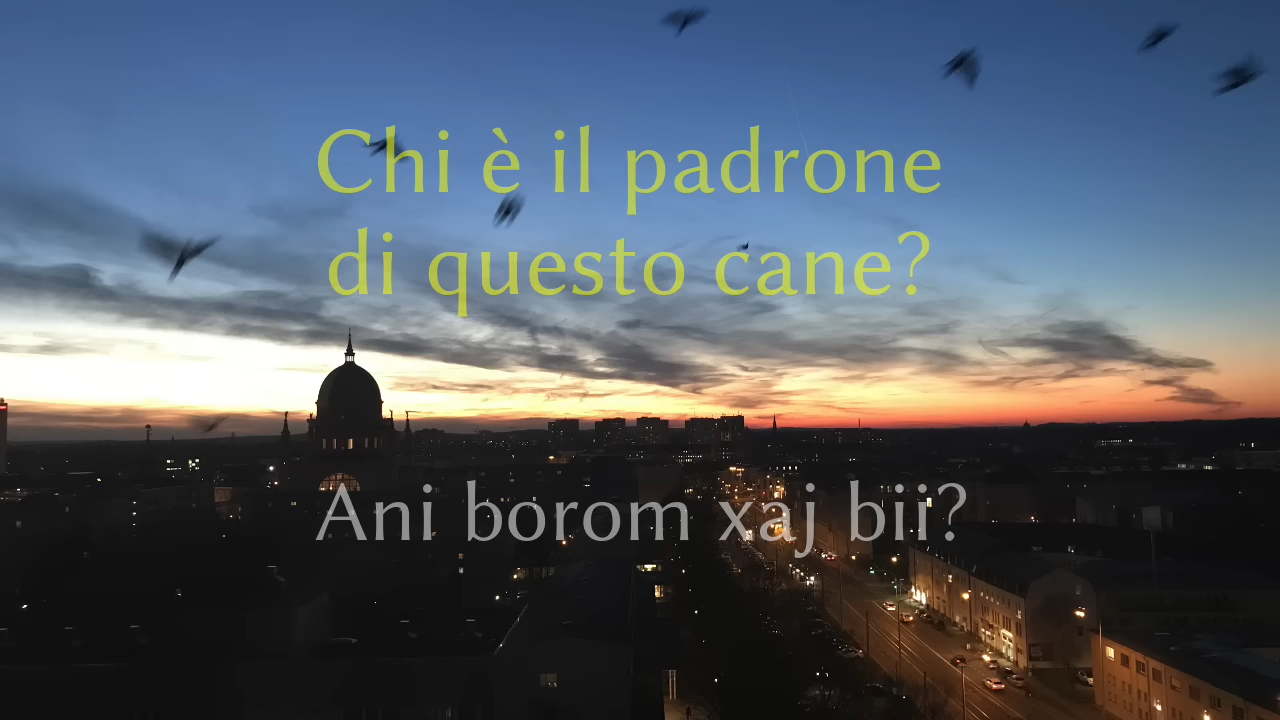 Chi è il padrone
di questo cane?
Ani borom xaj bii?